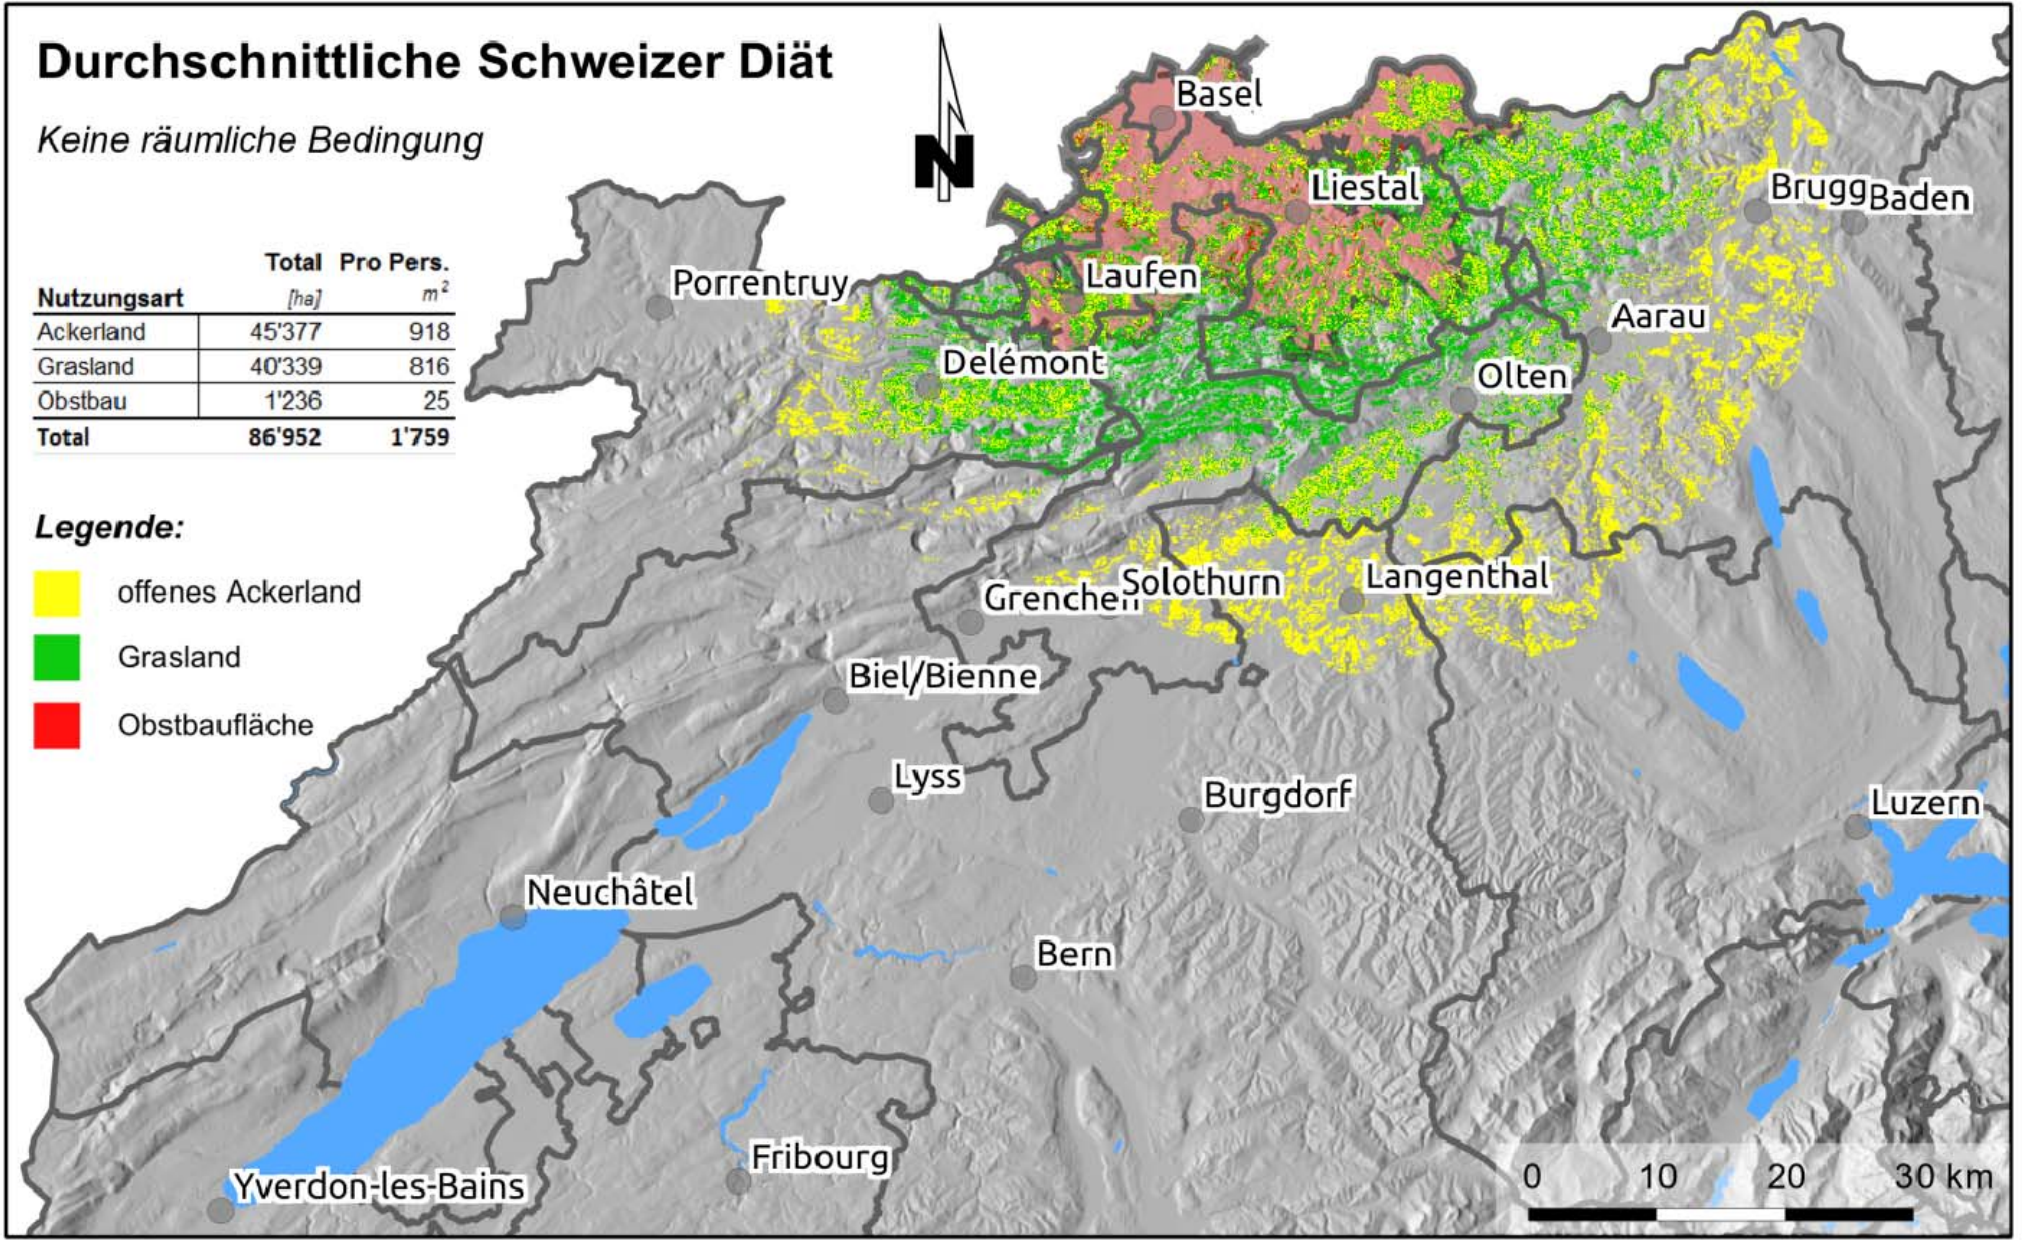 Durchschnittliche Schweizer Diät
Keine räumliche Bedingung
Total Pro Pers.
Nutzungsart [ha] m²
Ackerland 45'377 918
Grasland 40'339 816
Obstbau 1'236 25
Total 86'952 1'759
Legende:
offenes Ackerland
Grasland
Obstbaufläche
N
Basel
Liestal
Brugg
Baden
Laufen
Porrentruy
Aarau
Delémont
Olten
Solothurn
Langenthal
Grenchen
Biel/Bienne
Lyss
Burgdorf
Luzern
Neuchâtel
Bern
Fribourg
Yverdon-les-Bains
0 10 20 30 km